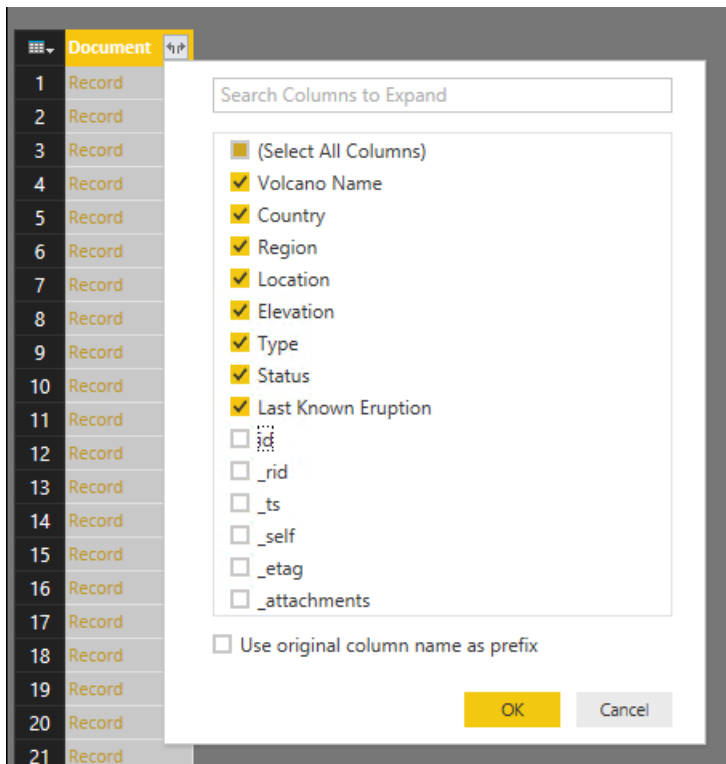 Document
1 Record
2 Record
3 Record
4 Record
5 Record
6 Record
7 Record
8 Record
9 Record
10 Record
11 Record
12 Record
13 Record
14 Record
15 Record
16 Record
17 Record
18 Record
19 Record
20 Record
21 Record
Search Columns to Expand
(Select All Columns)
Volcano Name
Country
Region
Location
Elevation
Type
Status
Last Known Eruption
id
_rid
_ts
_self
_etag
_attachments
Use original column name as prefix
OK Cancel